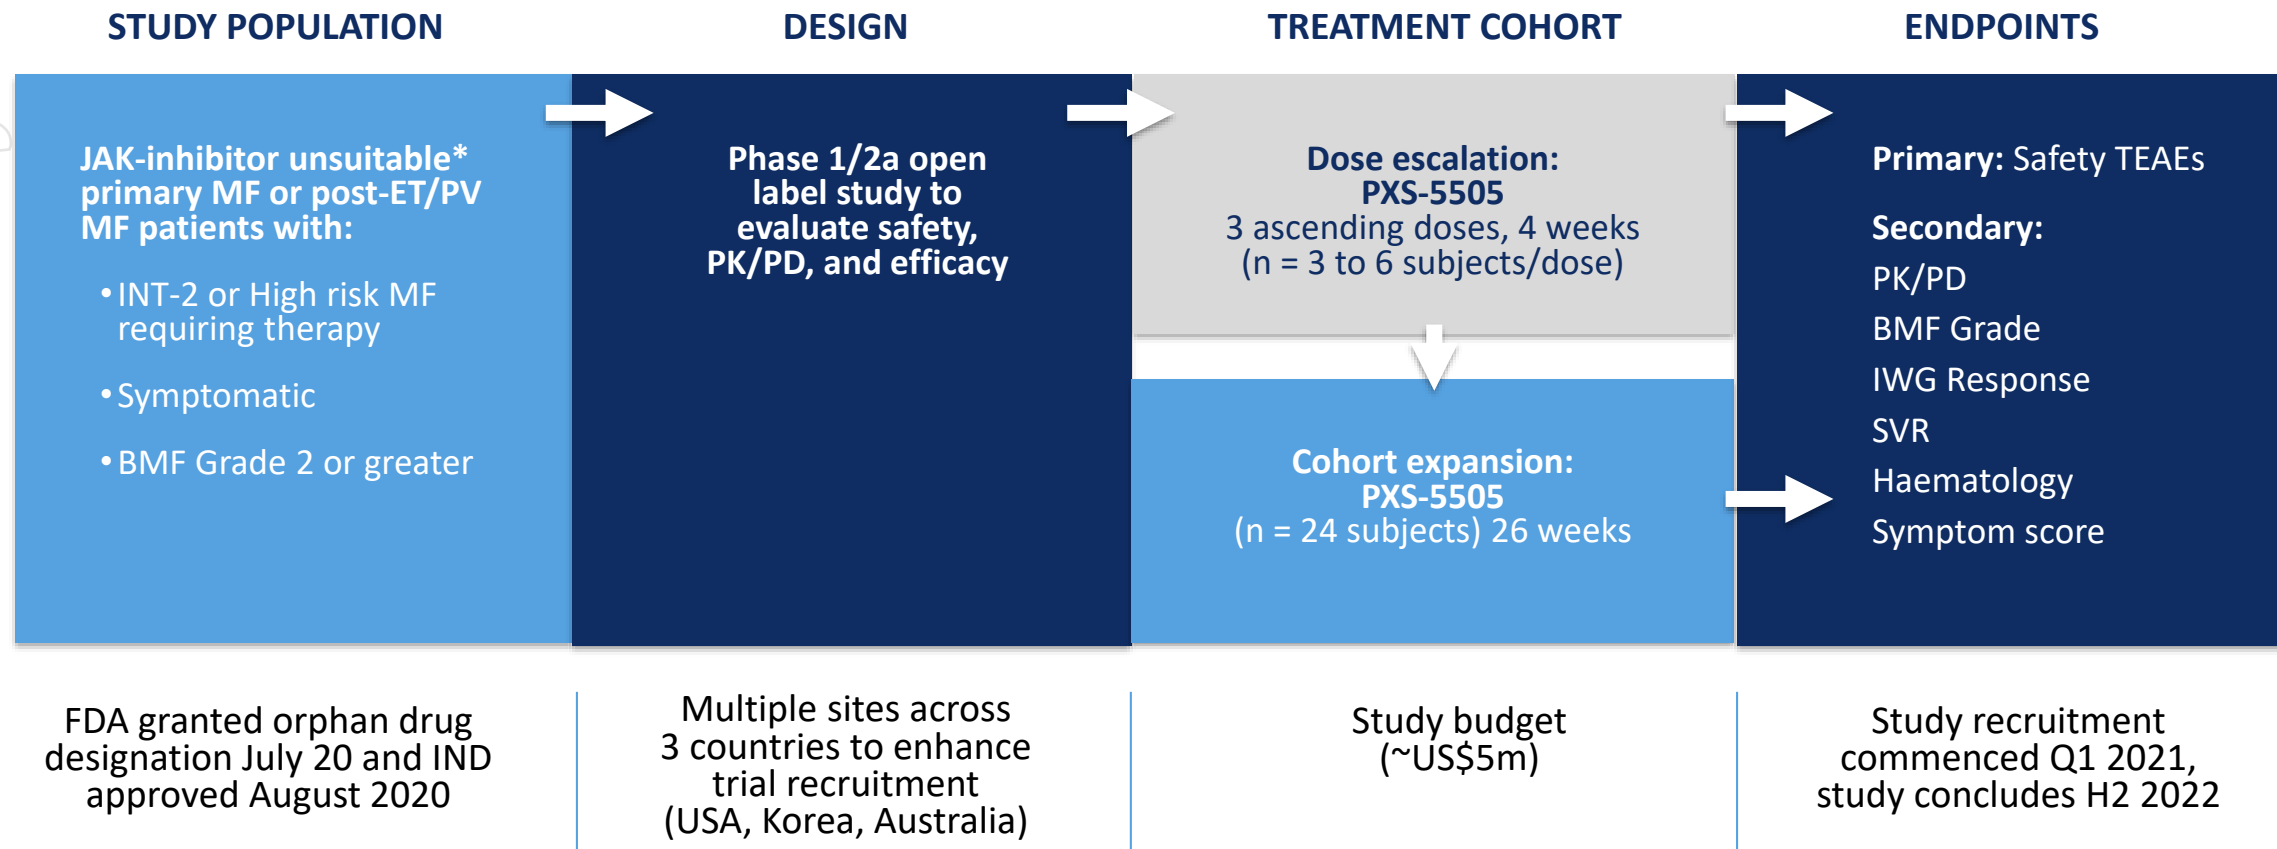 STUDY POPULATION
JAK-inhibitor unsuitable*
primary MF or post-ET/PV
MF patients with:
• INT-2 or High risk MF
requiring therapy
• Symptomatic
• BMF Grade 2 or greater
FDA granted orphan drug
designation July 20 and IND
approved August 2020
DESIGN
Phase 1/2a open
label study to
evaluate safety,
PK/PD, and efficacy
Multiple sites across
3 countries to enhance
trial recruitment
(USA, Korea, Australia)
TREATMENT COHORT
Dose escalation:
PXS-5505
3 ascending doses, 4 weeks
(n = 3 to 6 subjects/dose)
Cohort expansion:
PXS-5505
(n = 24 subjects) 26 weeks
Study budget
(~US$5m)
ENDPOINTS
Primary: Safety TEAEs
Secondary:
PK/PD
BMF Grade
IWG Response
SVR
Haematology
Symptom score
Study recruitment
commenced Q1 2021,
study concludes H2 2022